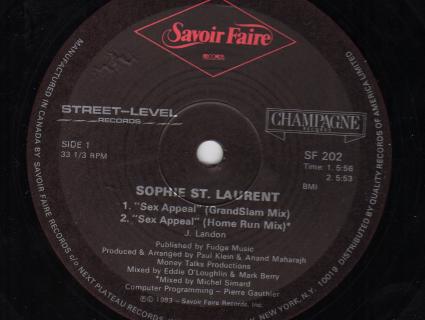 Savoir Faire
RECORDS
STREET-LEVEL
RECORDS
CHAMPAGNE
RECORDS
SIDE 1
33 1/3 RPM
SF 202
Time: 1. 5:56
2. 5:53
BMI
SOPHIE ST. LAURENT
1. "Sex Appeal" (GrandSlam Mix)
2. "Sex Appeal" (Home Run Mix)*
J. Landon
Published by Fudge Music
Produced & Arranged by Paul Klein & Anand Maharajh
Money Talks Productions
Mixed by Eddie O'Loughlin & Mark Berry
*Mixed by Michel Simard
Computer Programming - Pierre Gauthier
℗© 1983 - Savoir Faire Records, Inc.
MANUFACTURED IN CANADA BY SAVOIR FAIRE RECORDS c/o NEXT PLATEAU RECORDS
NEW YORK, N.Y. 10019 DISTRIBUTED BY QUALITY RECORDS OF AMERICA LIMITED